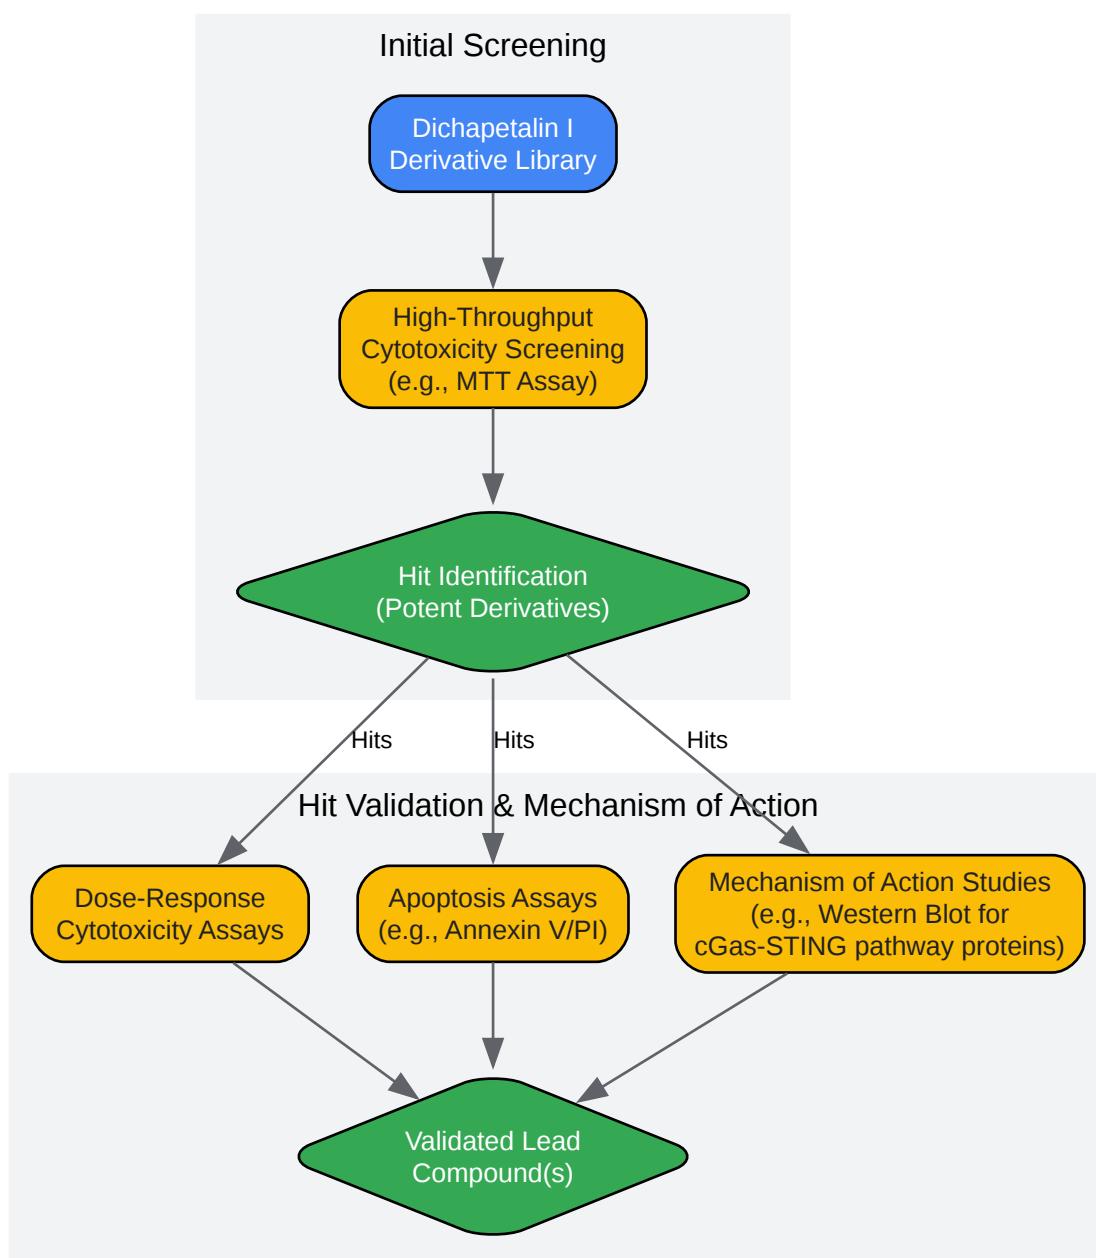 Initial Screening
Dichapetalin I
Derivative Library
High-Throughput
Cytotoxicity Screening
(e.g., MTT Assay)
Hit Identification
(Potent Derivatives)
Hits
Hits
Hits
Hit Validation & Mechanism of Action
Dose-Response
Cytotoxicity Assays
Apoptosis Assays
(e.g., Annexin V/PI)
Mechanism of Action Studies
(e.g., Western Blot for
cGas-STING pathway proteins)
Validated Lead
Compound(s)